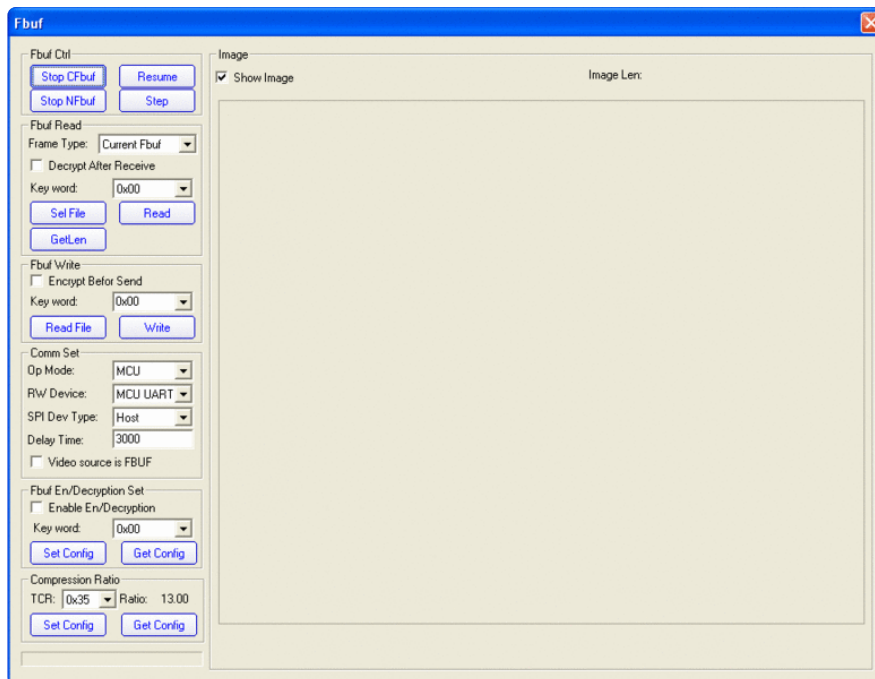 Fbuf
Fbuf Ctrl
Stop CFbuf Resume
Stop NFbuf Step
Fbuf Read
Frame Type: Current Fbuf
Decrypt After Receive
Key word: 0x00
Sel File Read
GetLen
Fbuf Write
Encrypt Befor Send
Key word: 0x00
Read File Write
Comm Set
Op Mode: MCU
RW Device: MCU UART
SPI Dev Type: Host
Delay Time: 3000
Video source is FBUF
Fbuf En/Decryption Set
Enable En/Decryption
Key word: 0x00
Set Config Get Config
Compression Ratio
TCR: 0x35 Ratio: 13.00
Set Config Get Config
Image
Show Image Image Len: